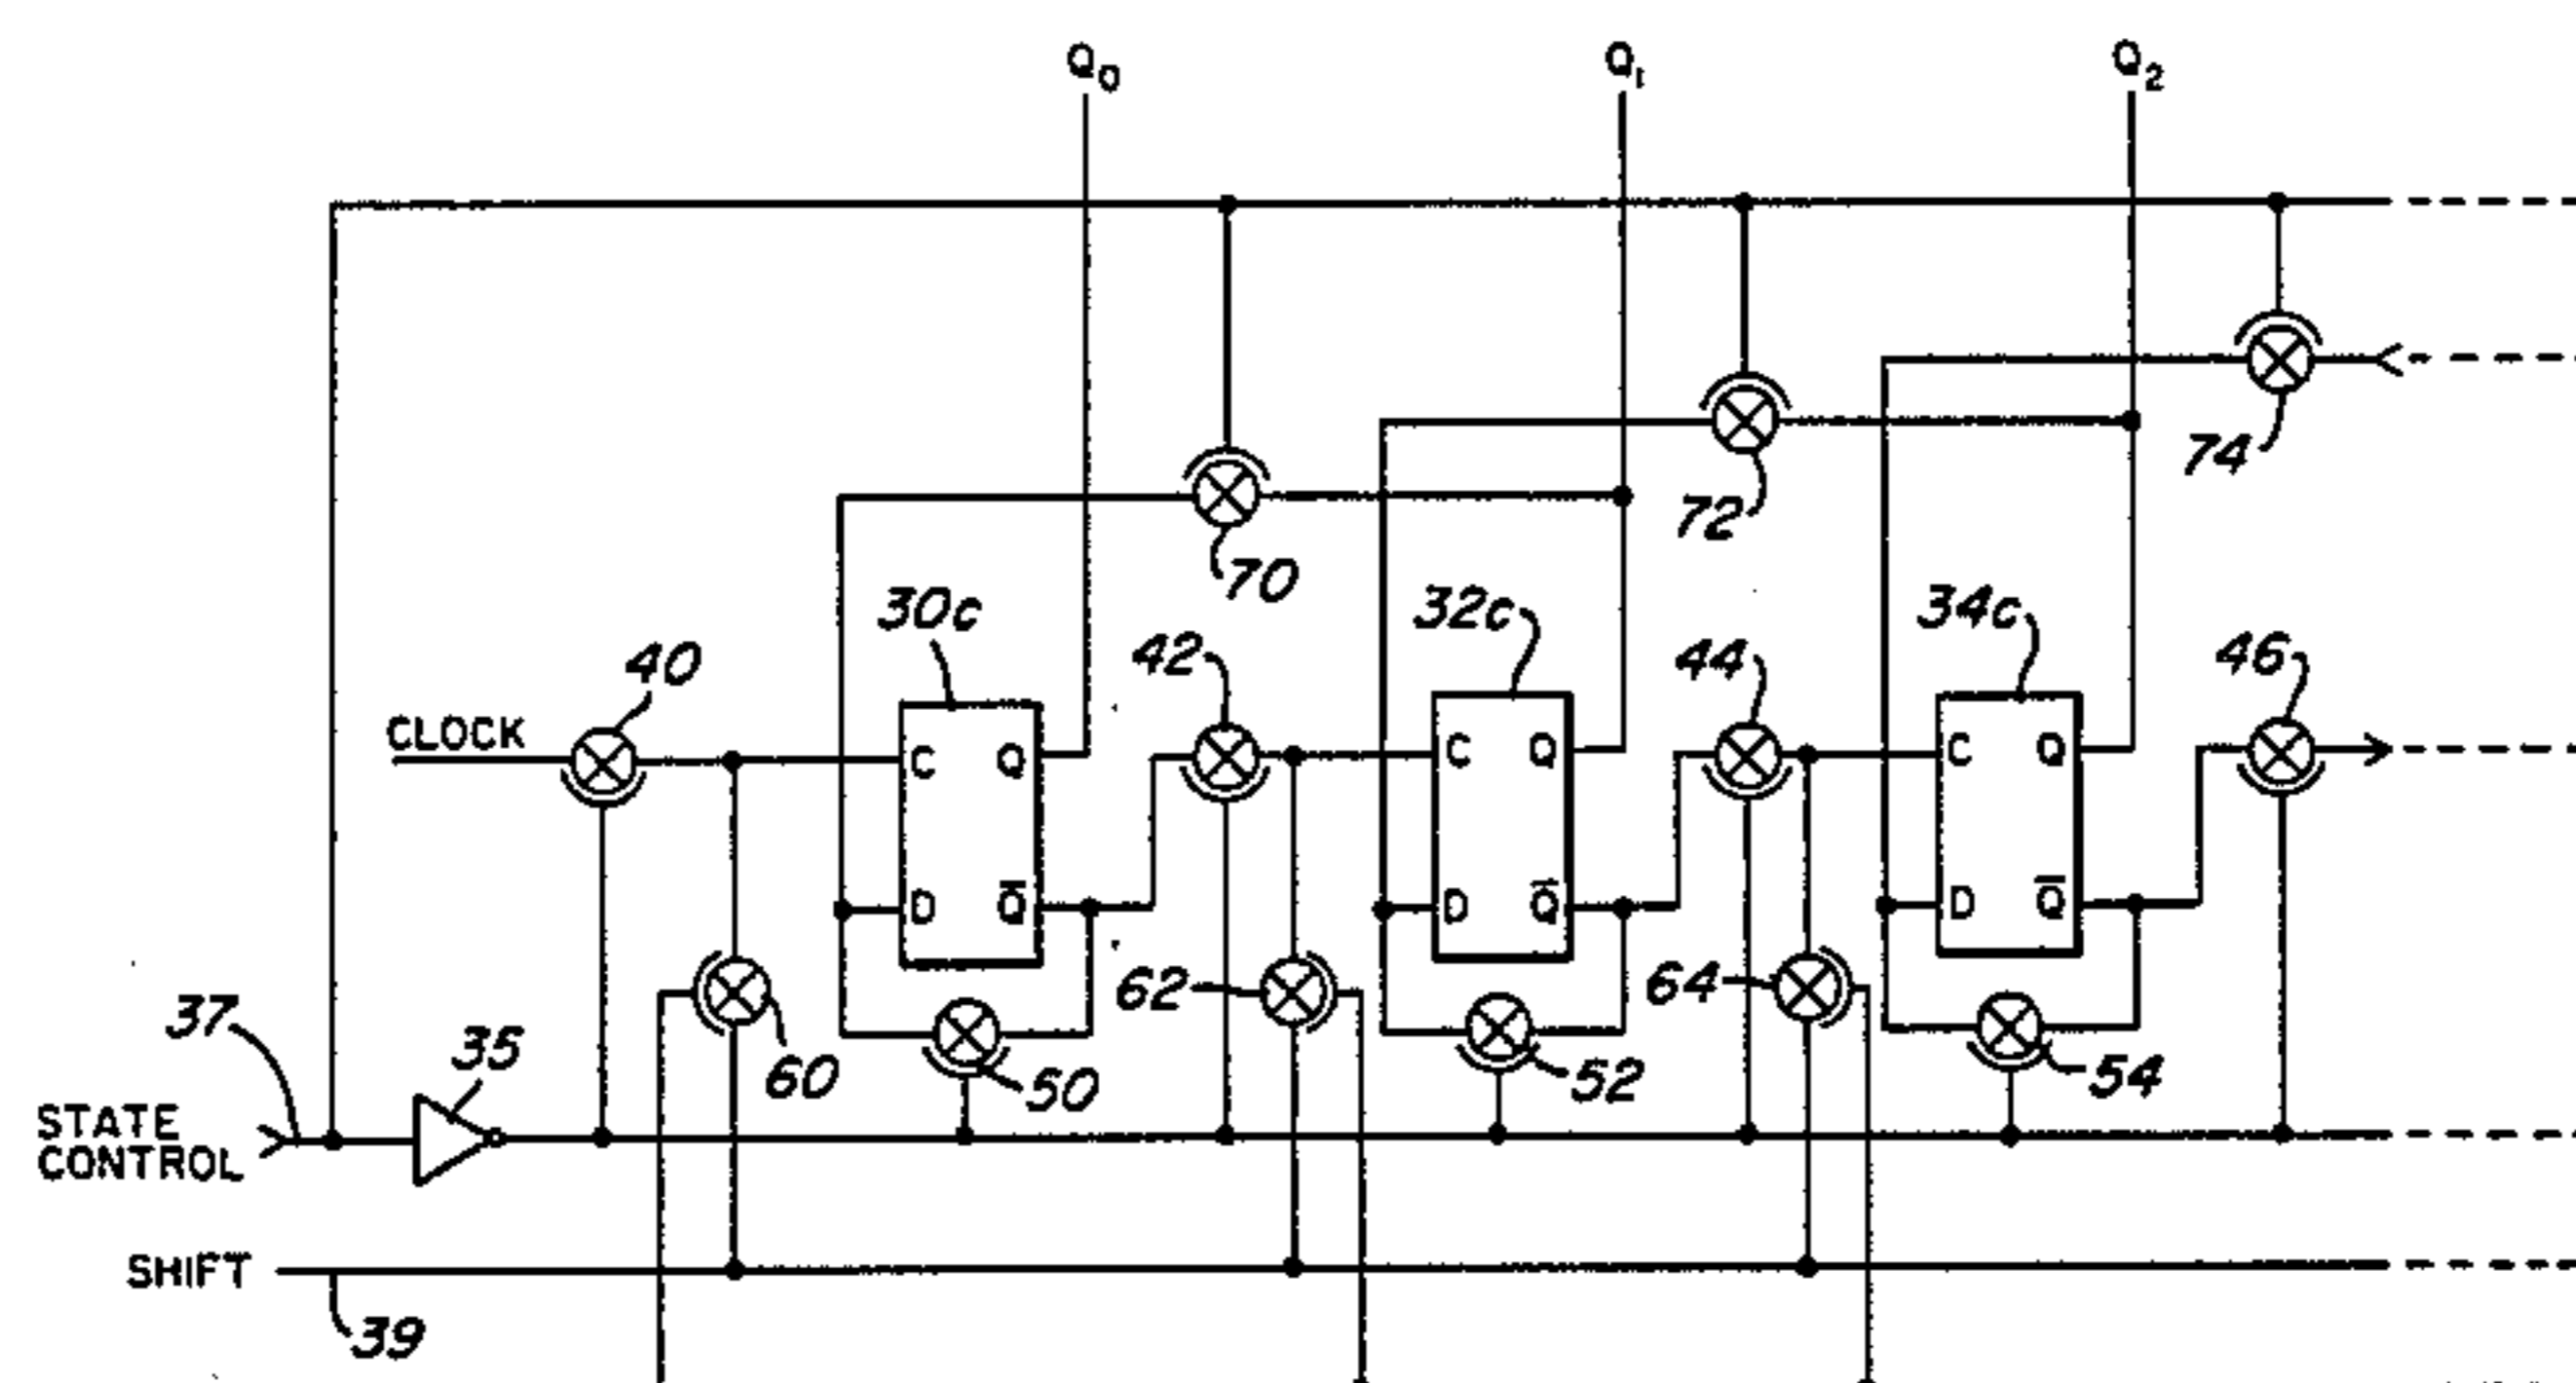 Q₀ Q₁ Q₂
74
72
70
30c 32c 34c
40 42 44 46
CLOCK
C Q C Q C Q
D Q̅ D Q̅ D Q̅
62 64
37 35 60 50 52 54
STATE
CONTROL
SHIFT
39